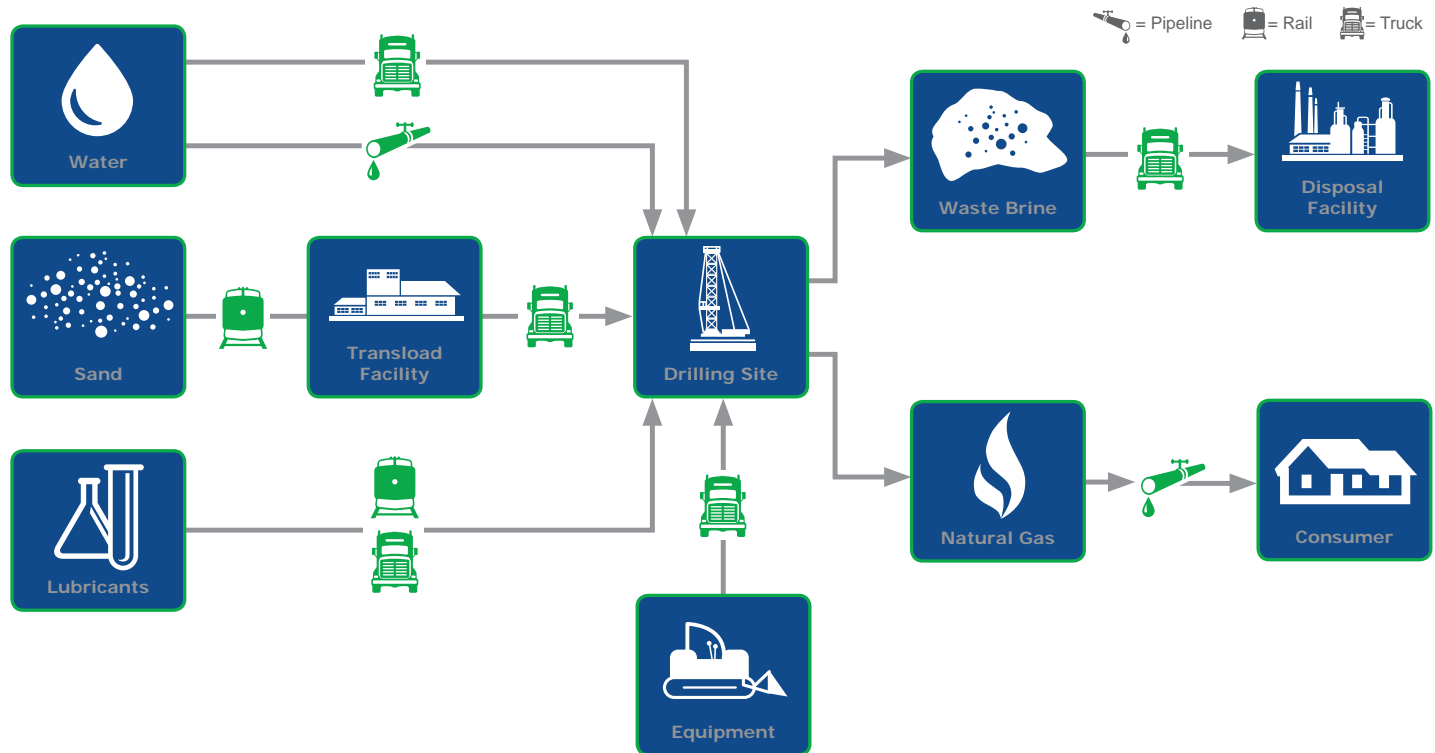 = Pipeline
= Rail
= Truck
Water
Waste Brine
Disposal
Facility
Sand
Transload
Facility
Drilling Site
Lubricants
Natural Gas
Consumer
Equipment